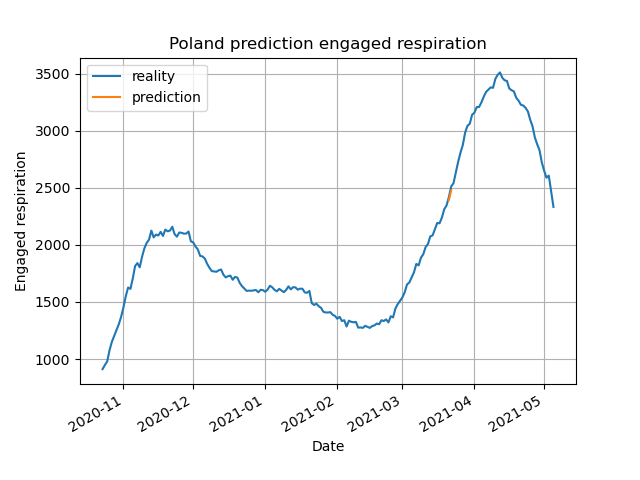 Poland prediction engaged respiration
reality
prediction
3500
3000
2500
2000
1500
1000
Engaged respiration
2020-11
2020-12
2021-01
2021-02
2021-03
2021-04
2021-05
Date